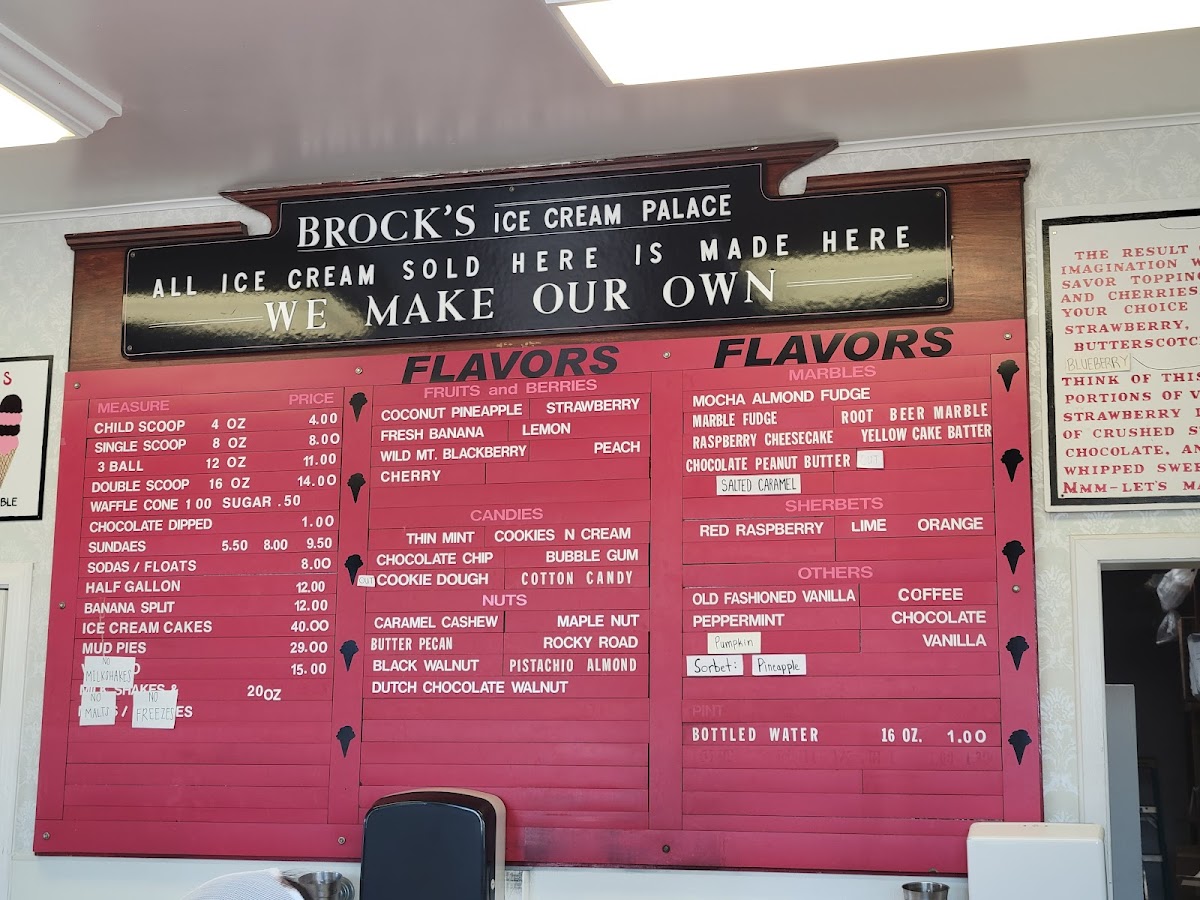 BROCK'S ICE CREAM PALACE
ALL ICE CREAM SOLD HERE IS MADE HERE
WE MAKE OUR OWN
MEASURE PRICE
CHILD SCOOP 4 OZ 4.00
SINGLE SCOOP 8 OZ 8.00
3 BALL 12 OZ 11.00
DOUBLE SCOOP 16 OZ 14.00
WAFFLE CONE 1 00 SUGAR .50
CHOCOLATE DIPPED 1.00
SUNDAES 5.50 8.00 9.50
SODAS / FLOATS 8.00
HALF GALLON 12.00
BANANA SPLIT 12.00
ICE CREAM CAKES 40.00
MUD PIES 29.00
15.00
NO
MILKSHAKES
SHAKES & 20OZ
NO
MALTS
NO
FREEZES
FLAVORS
FRUITS and BERRIES
COCONUT PINEAPPLE STRAWBERRY
FRESH BANANA LEMON
WILD MT. BLACKBERRY PEACH
CHERRY
CANDIES
THIN MINT COOKIES N CREAM
CHOCOLATE CHIP BUBBLE GUM
OUT COOKIE DOUGH COTTON CANDY
NUTS
CARAMEL CASHEW MAPLE NUT
BUTTER PECAN ROCKY ROAD
BLACK WALNUT PISTACHIO ALMOND
DUTCH CHOCOLATE WALNUT
FLAVORS
MARBLES
MOCHA ALMOND FUDGE
MARBLE FUDGE ROOT BEER MARBLE
RASPBERRY CHEESECAKE YELLOW CAKE BATTER
CHOCOLATE PEANUT BUTTER
SALTED CARAMEL
SHERBETS
RED RASPBERRY LIME ORANGE
OTHERS
OLD FASHIONED VANILLA COFFEE
PEPPERMINT CHOCOLATE
Pumpkin VANILLA
Sorbet: Pineapple
PINT
BOTTLED WATER 16 OZ. 1.00
THE RESULT
IMAGINATION W
SAVOR TOPPIN
AND CHERRIES
YOUR CHOICE
STRAWBERRY,
BUTTERSCOTC
BLUEBERRY
THINK OF THIS
PORTIONS OF V
STRAWBERRY
OF CRUSHED S
CHOCOLATE, AN
WHIPPED SWE
MMM-LET'S MA
S
BLE